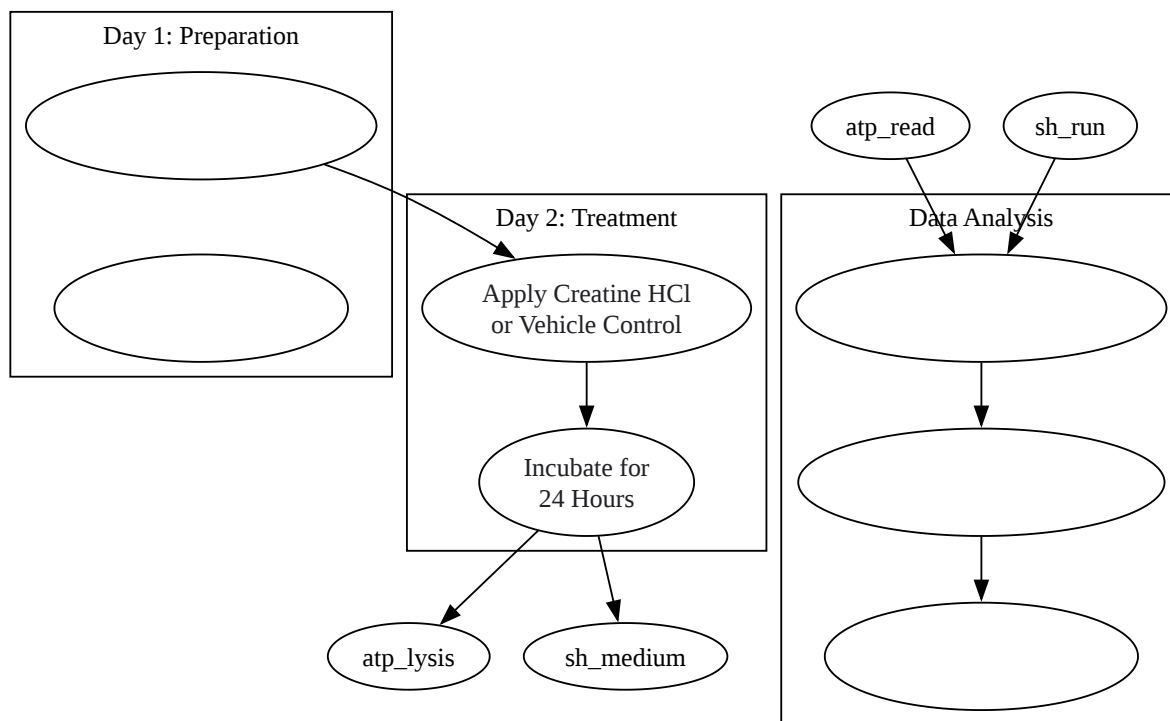 Day 1: Preparation
atp_read
sh_run
Day 2: Treatment
Data Analysis
Apply Creatine HCl
or Vehicle Control
Incubate for
24 Hours
atp_lysis
sh_medium